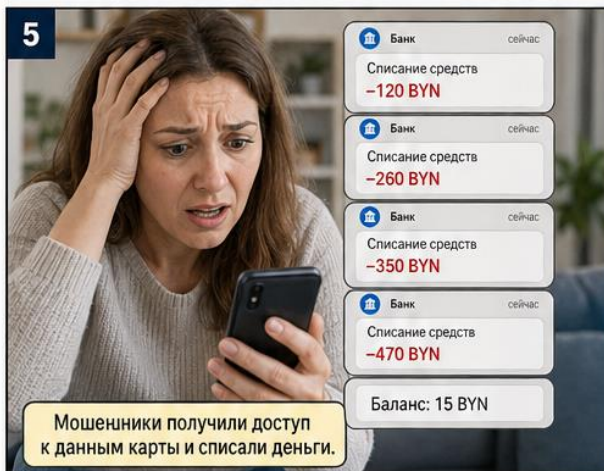 5
Банк сейчас
Списание средств
–120 BYN
Банк сейчас
Списание средств
–260 BYN
Банк сейчас
Списание средств
–350 BYN
Банк сейчас
Списание средств
–470 BYN
Баланс: 15 BYN
Мошенники получили доступ
к данным карты и списали деньги.